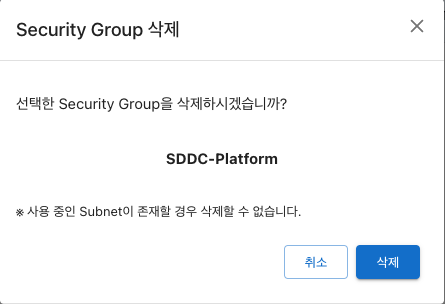 Security Group 삭제
선택한 Security Group을 삭제하시겠습니까?
SDDC-Platform
※ 사용 중인 Subnet이 존재할 경우 삭제할 수 없습니다.
취소
삭제